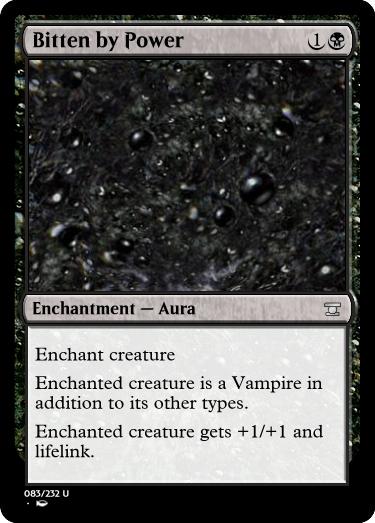 Bitten by Power 1
Enchantment — Aura
Enchant creature
Enchanted creature is a Vampire in
addition to its other types.
Enchanted creature gets +1/+1 and
lifelink.
083/232 U